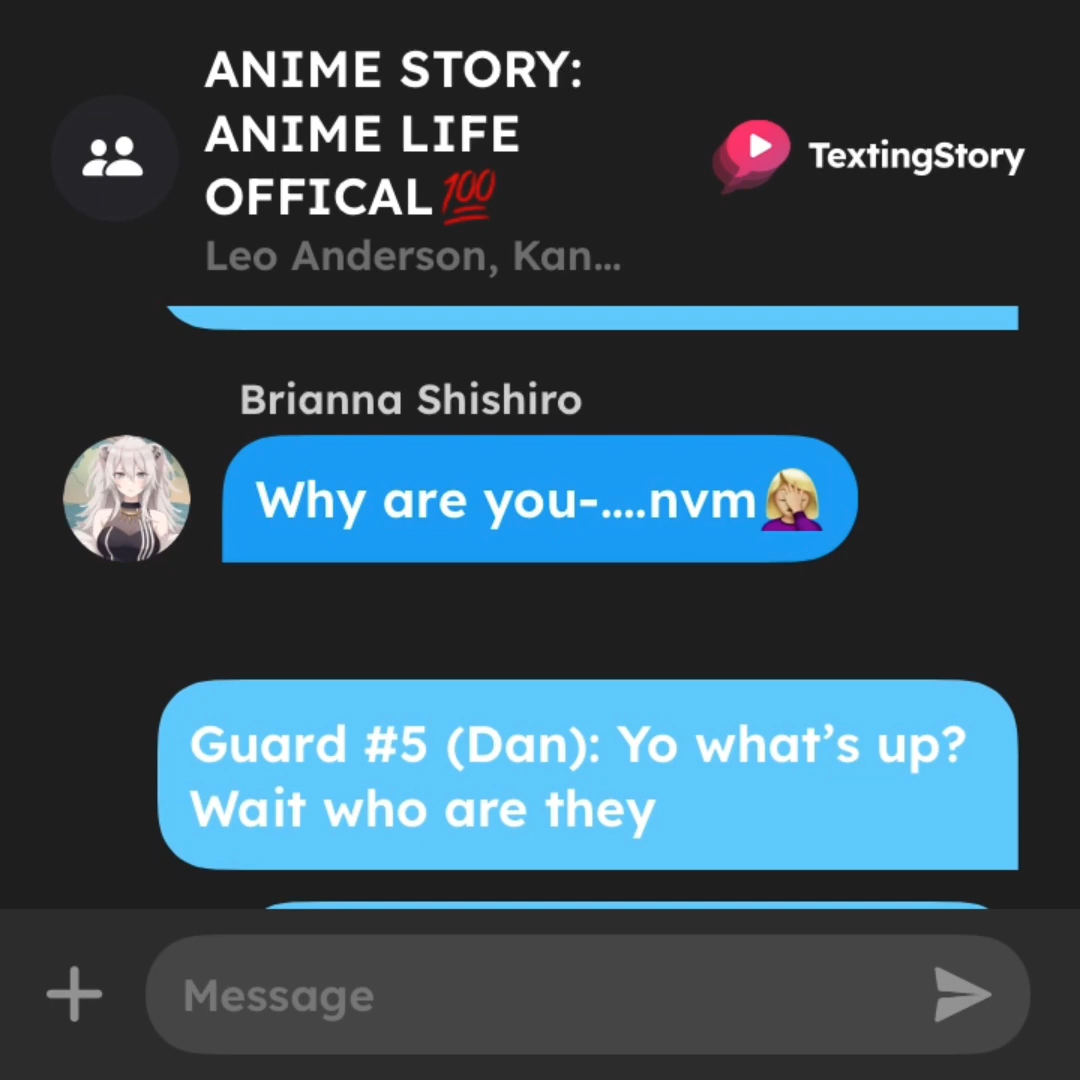 ANIME STORY:
ANIME LIFE
OFFICAL💯
TextingStory
Leo Anderson, Kan...
Brianna Shishiro
Why are you-....nvm🤦🏼‍♀️
Guard #5 (Dan): Yo what’s up?
Wait who are they
Message